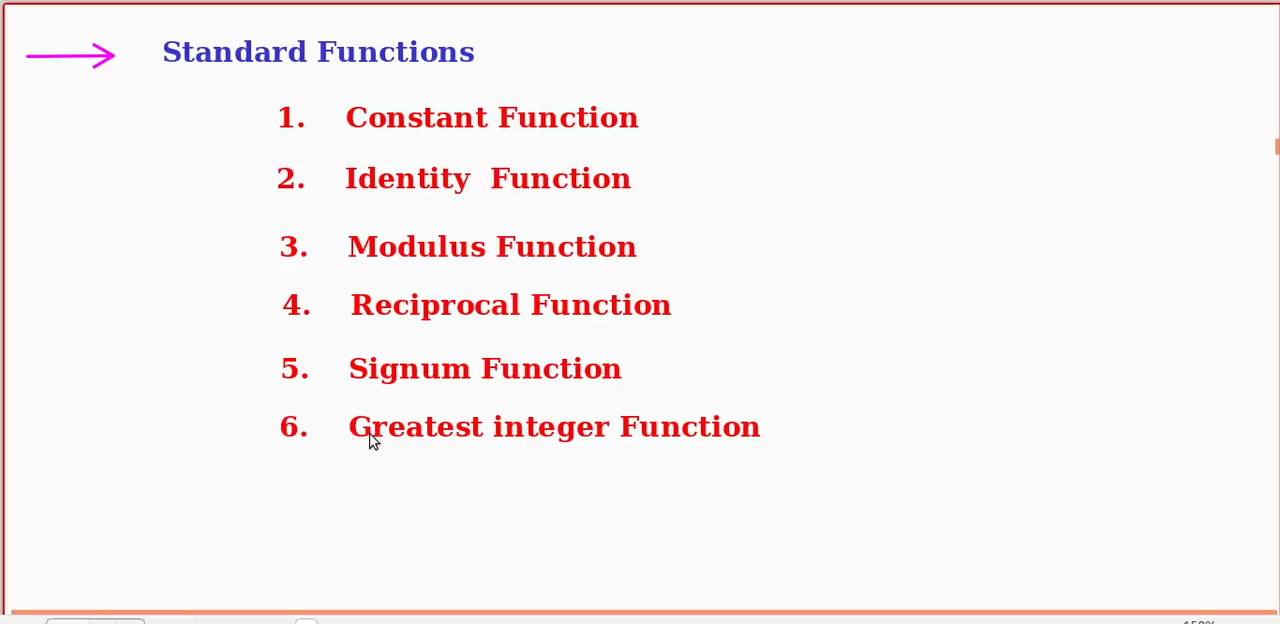 Standard Functions
1. Constant Function
2. Identity Function
3. Modulus Function
4. Reciprocal Function
5. Signum Function
6. Greatest integer Function